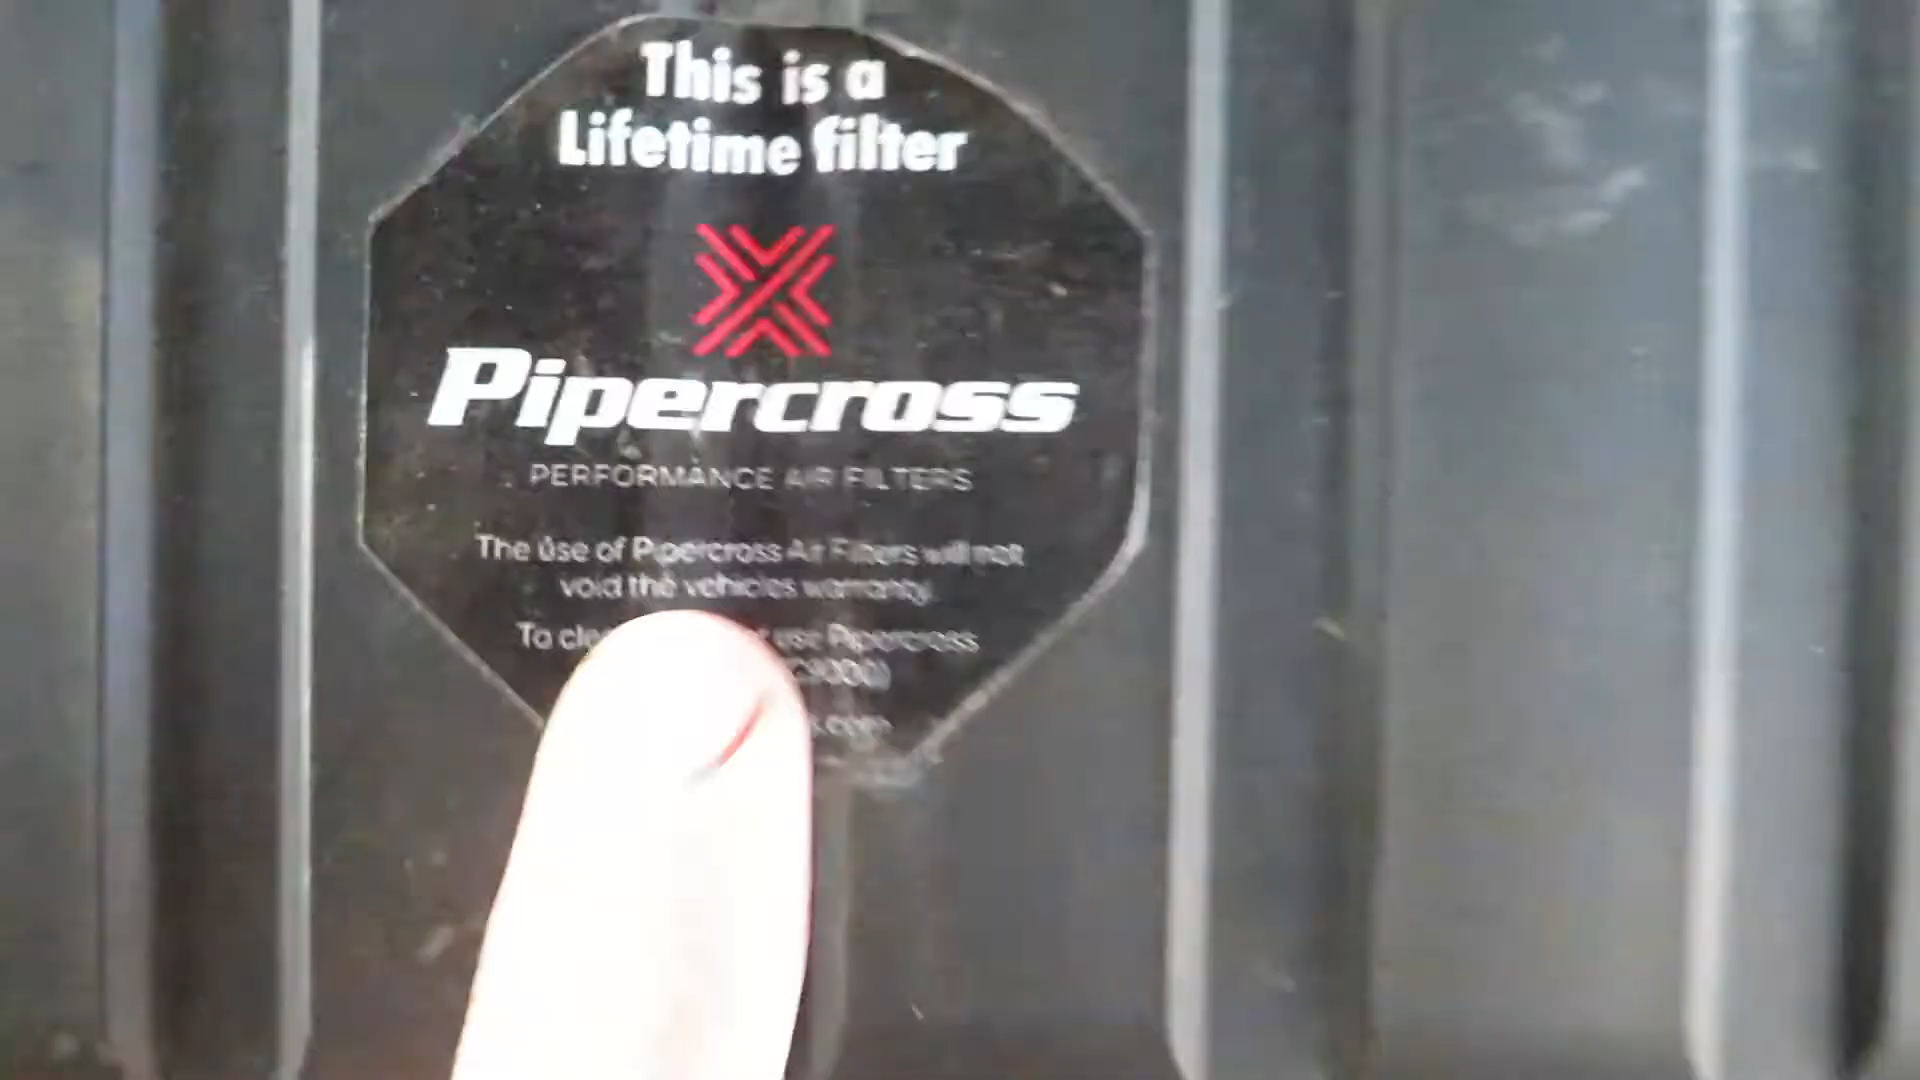 This is a
Lifetime filter
Pipercross
PERFORMANCE AIR FILTERS
The use of Pipercross Air Filters will not
void the vehicles warranty.
To use Pipercross